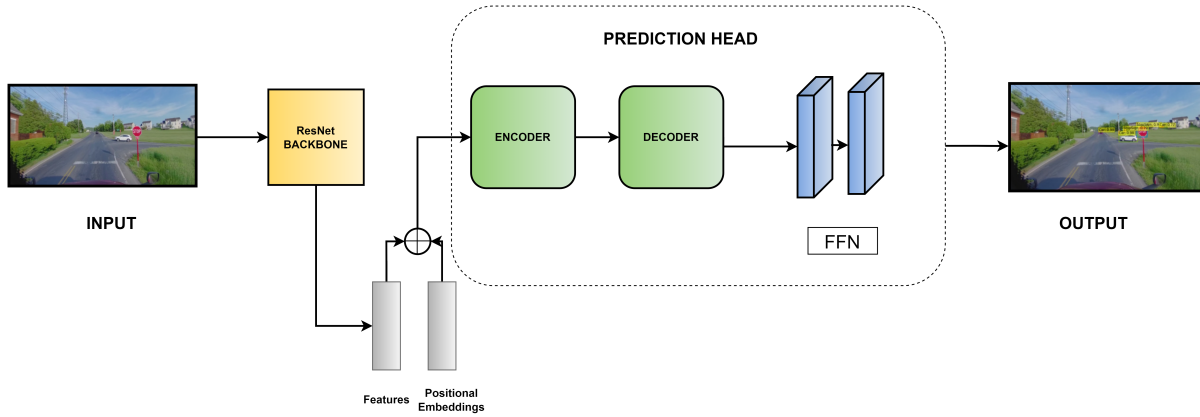 PREDICTION HEAD
ResNet
BACKBONE
ENCODER
DECODER
INPUT
OUTPUT
FFN
Features
Positional
Embeddings